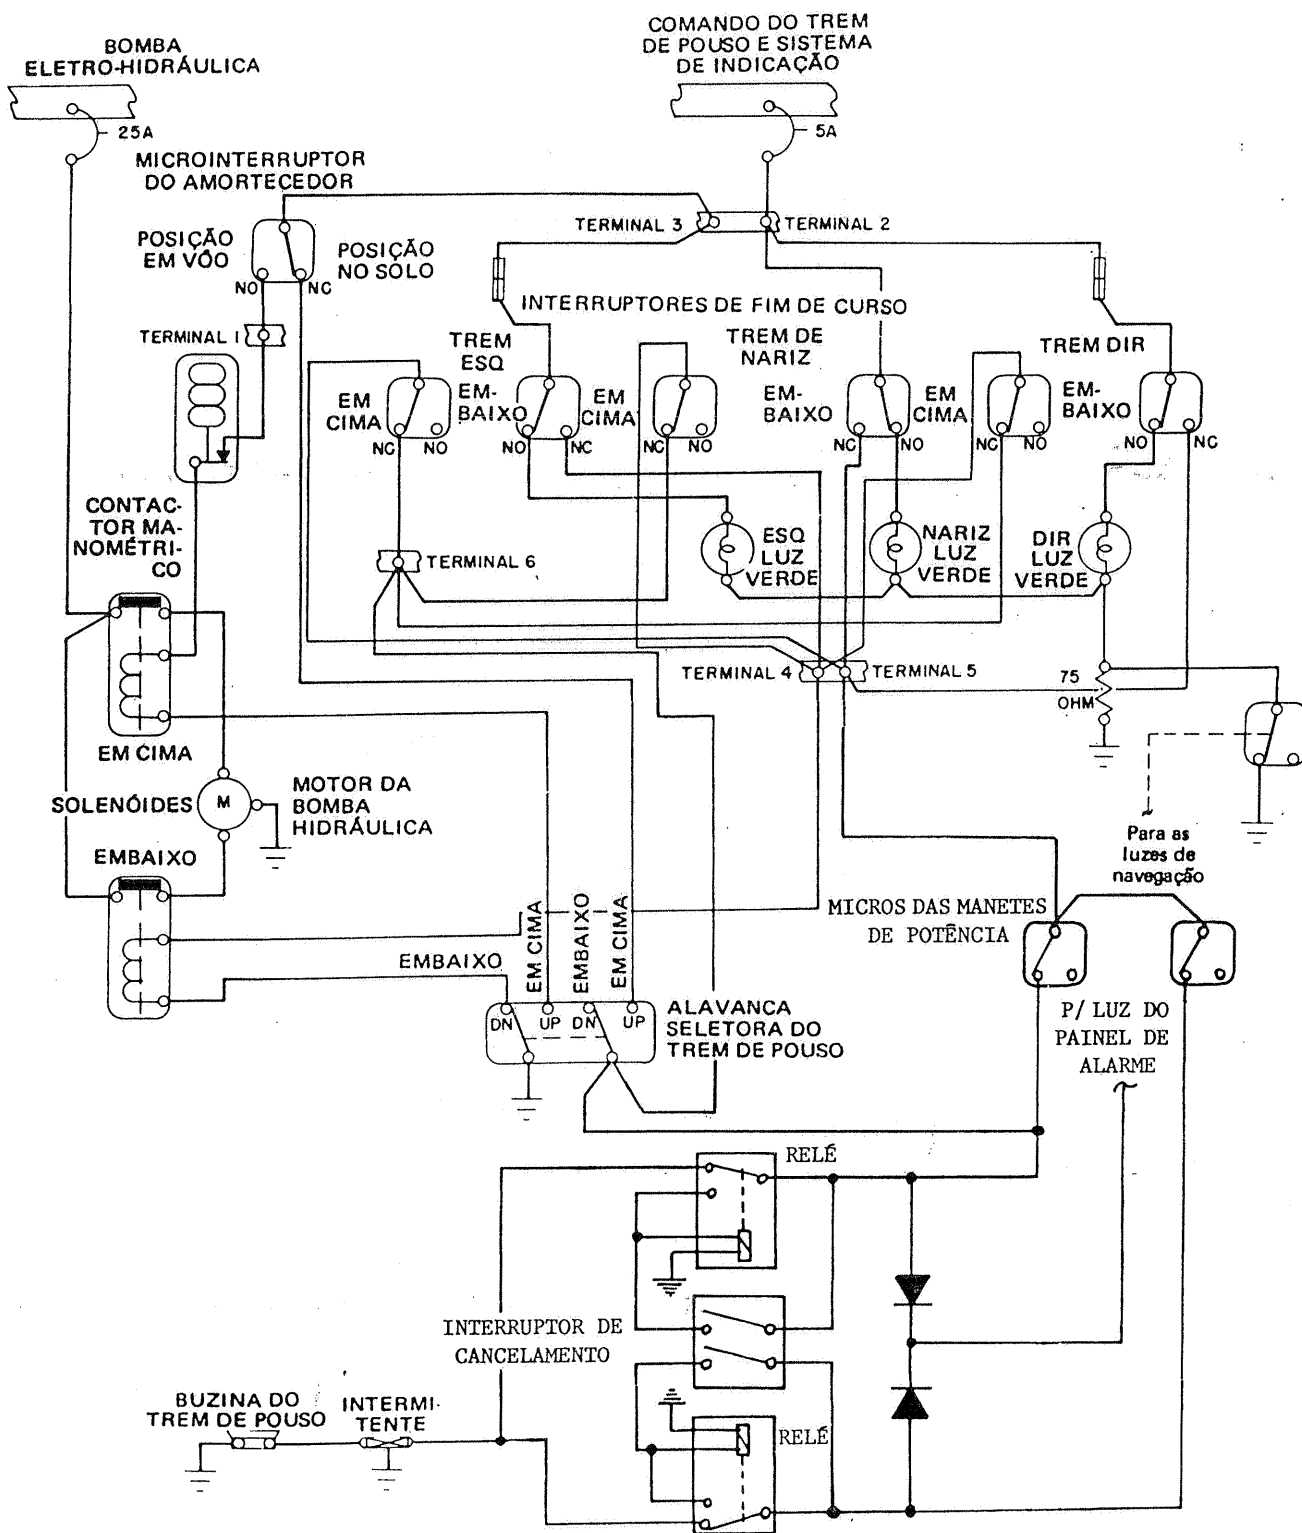 BOMBA
ELETRO-HIDRÁULICA
25A
COMANDO DO TREM
DE POUSO E SISTEMA
DE INDICAÇÃO
5A
MICROINTERRUPTOR
DO AMORTECEDOR
TERMINAL 3
TERMINAL 2
POSIÇÃO
EM VÔO
POSIÇÃO
NO SOLO
NO
NC
TERMINAL 1
INTERRUPTORES DE FIM DE CURSO
TREM
ESQ
TREM DE
NARIZ
TREM DIR
EM
CIMA
EM-
BAIXO
EM
CIMA
EM-
BAIXO
EM
CIMA
EM-
BAIXO
NC
NO
NO
NC
NC
NO
NC
NO
NC
NO
NO
NC
CONTAC-
TOR MA-
NOMÉTRI-
CO
TERMINAL 6
ESQ
LUZ
VERDE
NARIZ
LUZ
VERDE
DIR
LUZ
VERDE
TERMINAL 4
TERMINAL 5
75
OHM
EM CIMA
SOLENÓIDES
M
MOTOR DA
BOMBA
HIDRÁULICA
EMBAIXO
Para as
luzes de
navegação
MICROS DAS MANETES
DE POTÊNCIA
EMBAIXO
EM CIMA
EMBAIXO
EM CIMA
DN
UP
DN
UP
ALAVANCA
SELETORA DO
TREM DE POUSO
P/ LUZ DO
PAINEL DE
ALARME
RELÉ
INTERRUPTOR DE
CANCELAMENTO
BUZINA DO
TREM DE POUSO
INTERMI-
TENTE
RELÉ